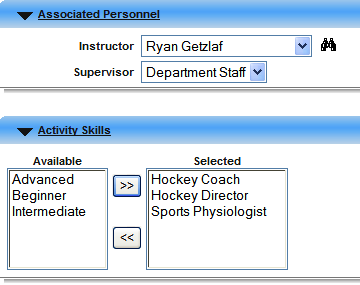 Associated Personnel
Instructor Ryan Getzlaf
Supervisor Department Staff
Activity Skills
Available Selected
Advanced
Beginner
Intermediate
>>
<<
Hockey Coach
Hockey Director
Sports Physiologist